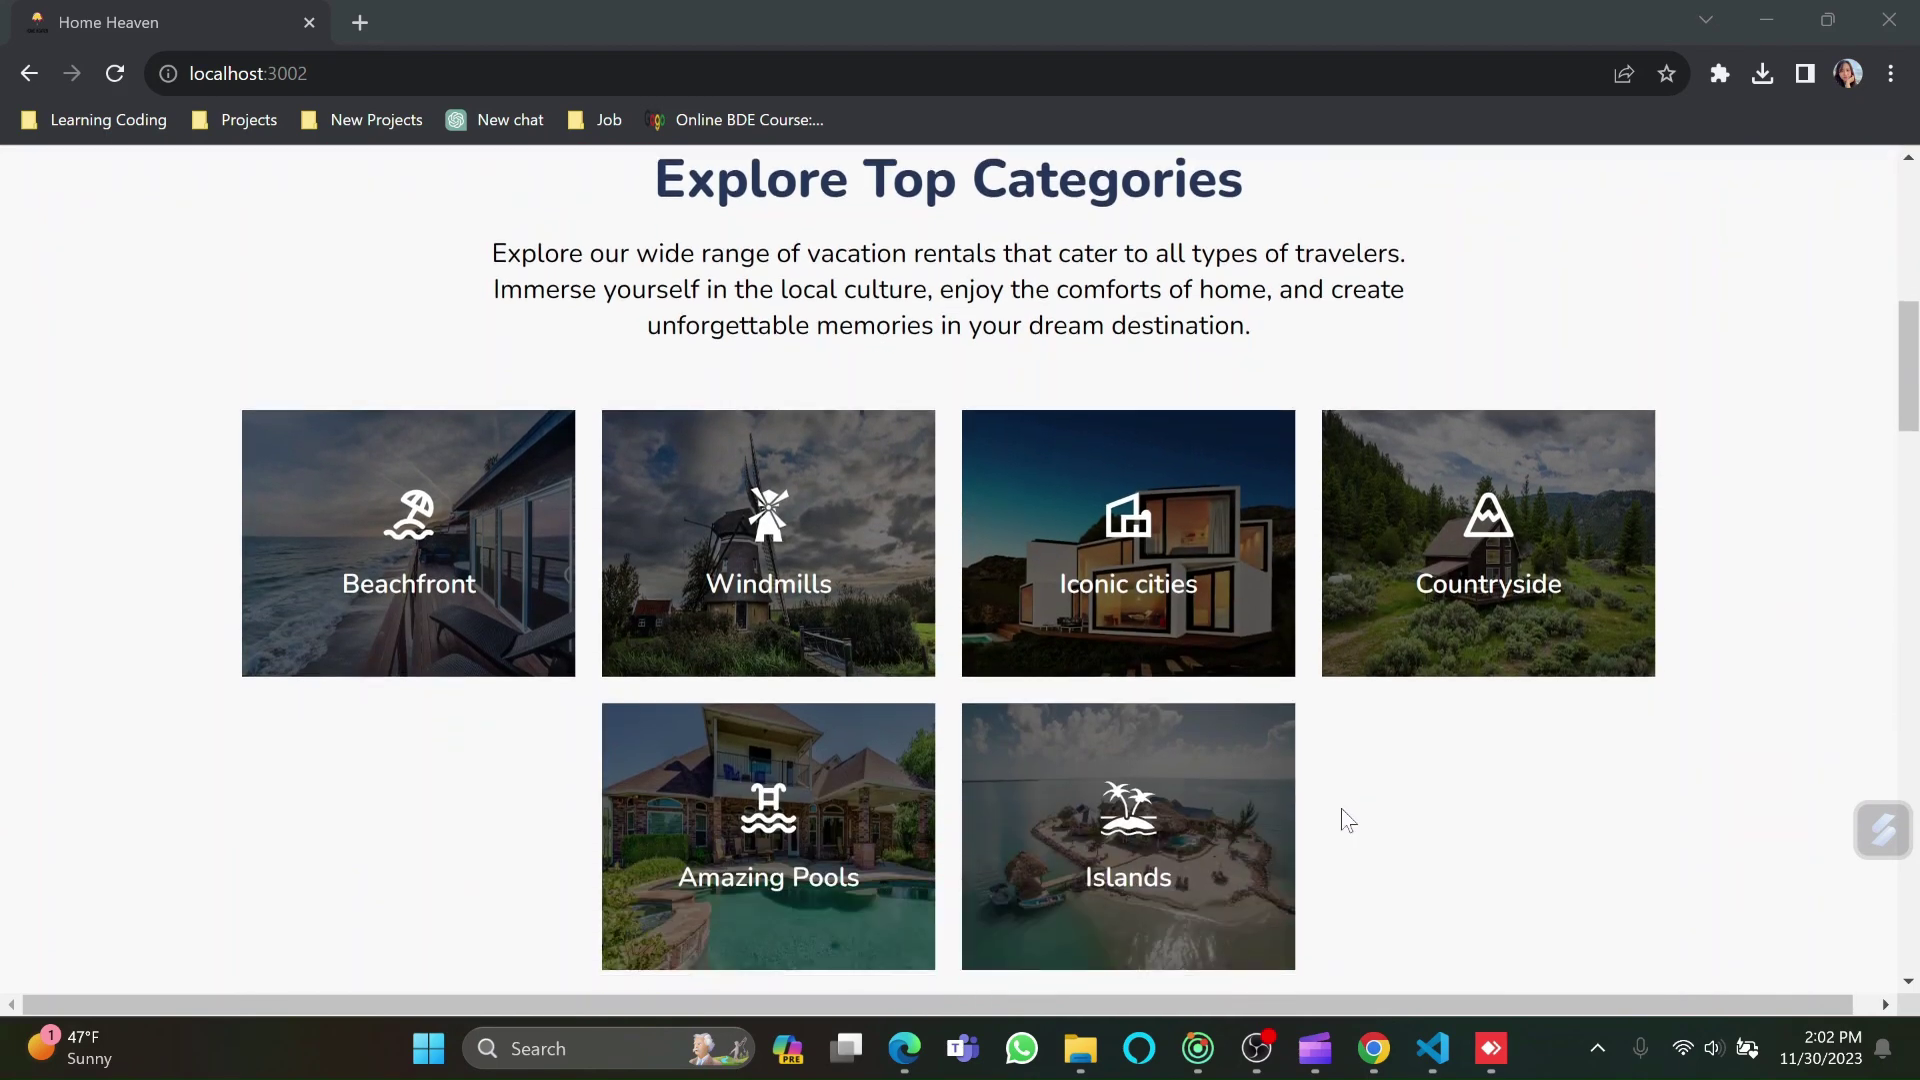 Home Heaven
localhost:3002
Learning Coding
Projects
New Projects
New chat
Job
Online BDE Course:...
Explore Top Categories
Explore our wide range of vacation rentals that cater to all types of travelers.
Immerse yourself in the local culture, enjoy the comforts of home, and create
unforgettable memories in your dream destination.
Beachfront
Windmills
Iconic cities
Countryside
Amazing Pools
Islands
1
47°F
Sunny
Search
PRE
T
2:02 PM
11/30/2023